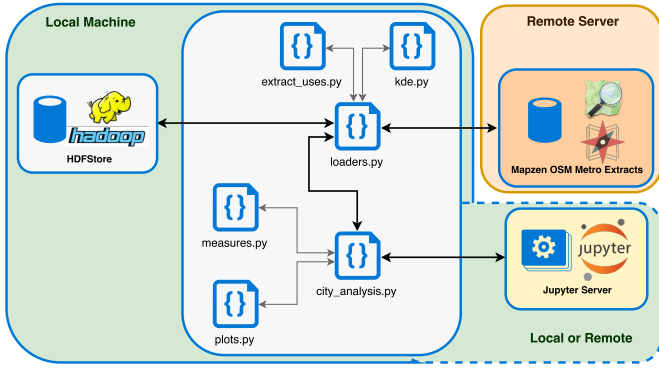 Local Machine
Remote Server
{}
{}
extract_uses.py
kde.py
hadoop
HDFStore
{}
loaders.py
Mapzen OSM Metro Extracts
{}
measures.py
{}
city_analysis.py
jupyter
Jupyter Server
{}
plots.py
Local or Remote